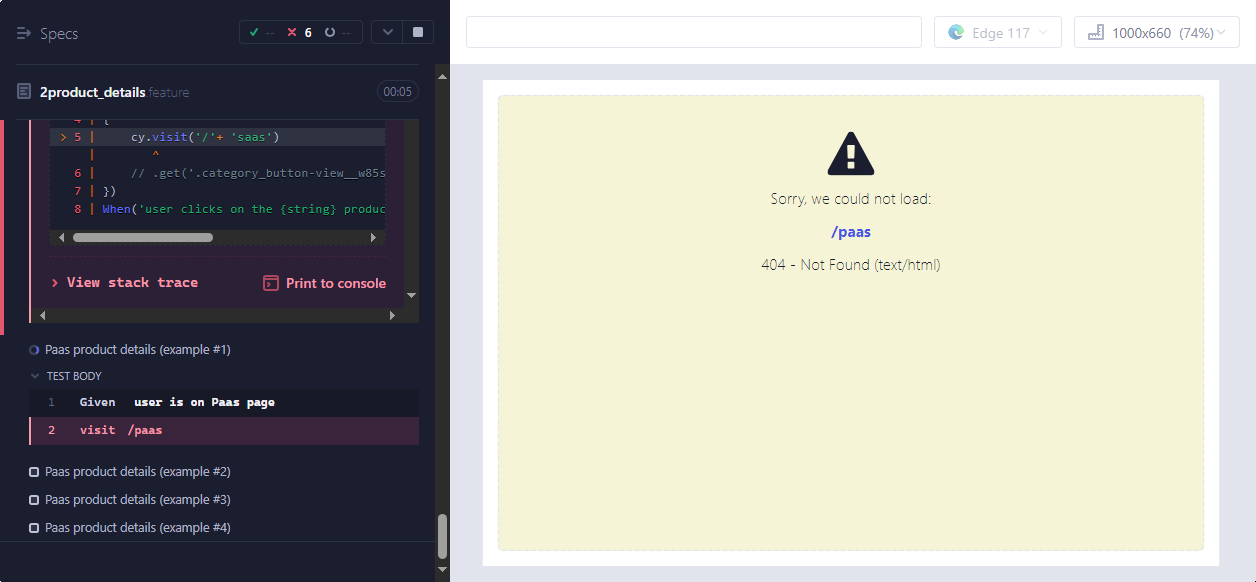 Specs
-- 6 --
2product_details.feature 00:05
4 | {
> 5 | cy.visit('/'+ 'saas')
| ^
6 | // .get('.category_button-view__w85s
7 | })
8 | When('user clicks on the {string} produc
View stack trace
Print to console
Paas product details (example #1)
TEST BODY
1 Given user is on Paas page
2 visit /paas
Paas product details (example #2)
Paas product details (example #3)
Paas product details (example #4)
Edge 117
1000x660 (74%)
Sorry, we could not load:
/paas
404 - Not Found (text/html)